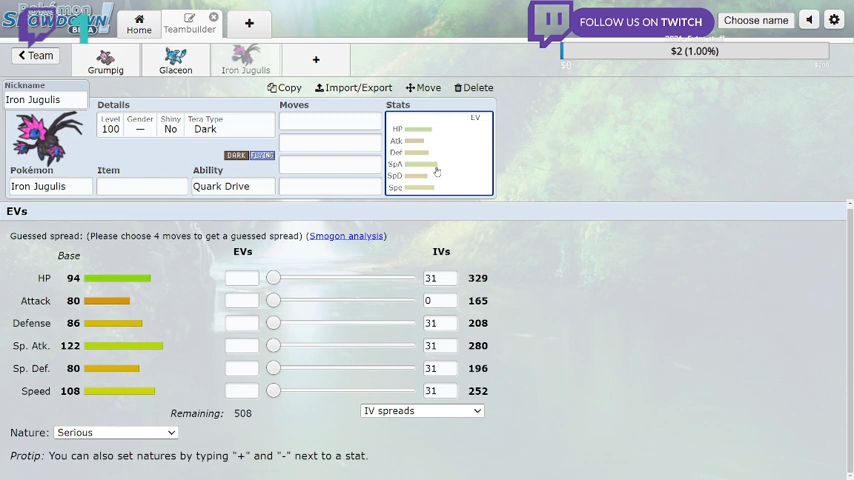 Pokémon
SHOWDOWN
BETA
1
Home
Teambuilder
FOLLOW US ON TWITCH
Choose name
$2 (1.00%)
$0
Team
Grumpig
Glaceon
Iron Jugulis
Copy Import/Export Move Delete
Nickname
Iron Jugulis
Details
Level Gender Shiny Tera Type
100 — No Dark
DARK FLYING
Pokémon Item Ability
Iron Jugulis Quark Drive
Moves
Stats
EV
HP
Atk
Def
SpA
SpD
Spe
EVs
Guessed spread: (Please choose 4 moves to get a guessed spread) (Smogon analysis)
Base EVs IVs
HP 94 31 329
Attack 80 0 165
Defense 86 31 208
Sp. Atk. 122 31 280
Sp. Def. 80 31 196
Speed 108 31 252
Remaining: 508 IV spreads
Nature: Serious
Protip: You can also set natures by typing "+" and "-" next to a stat.